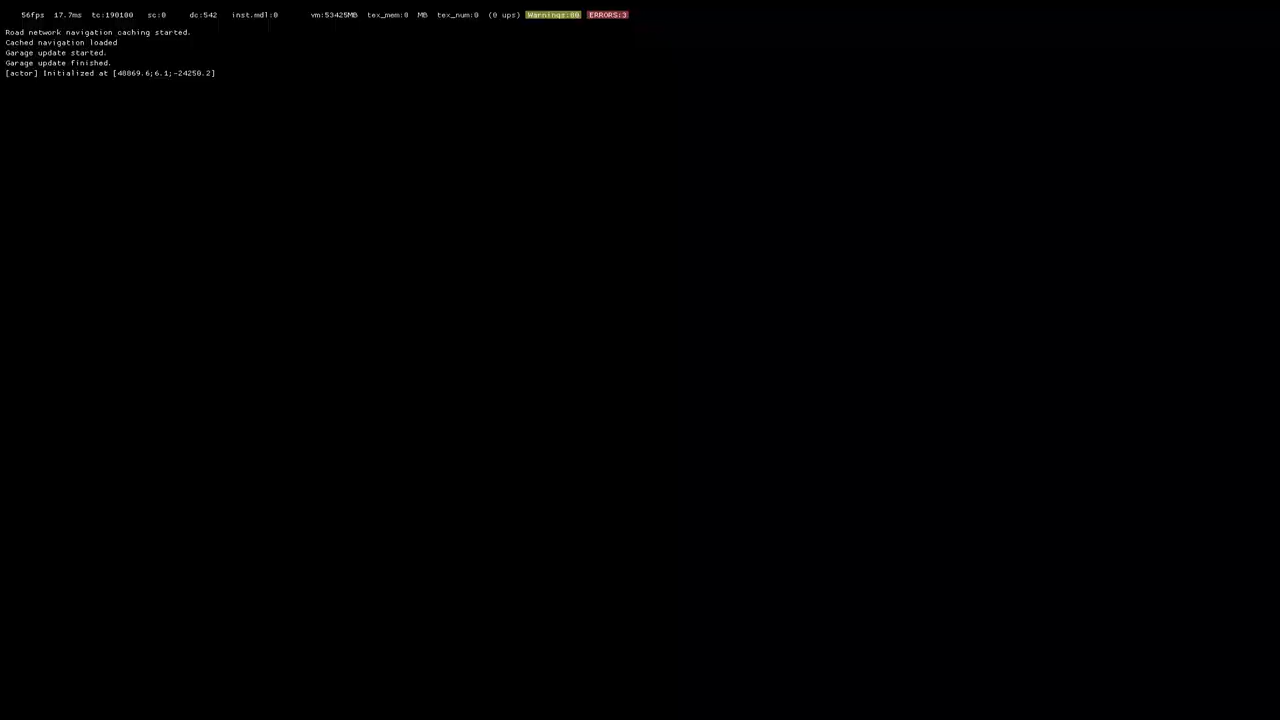 56fps 17.7ms tc:190100 sc:0 dc:542 inst.mdl:0 vm:53425MB tex_mem:0 MB tex_num:0 (0 ups) Warnings:80 ERRORS:3
Road network navigation caching started.
Cached navigation loaded
Garage update started.
Garage update finished.
[actor] Initialized at [48869.6;6.1;-24250.2]